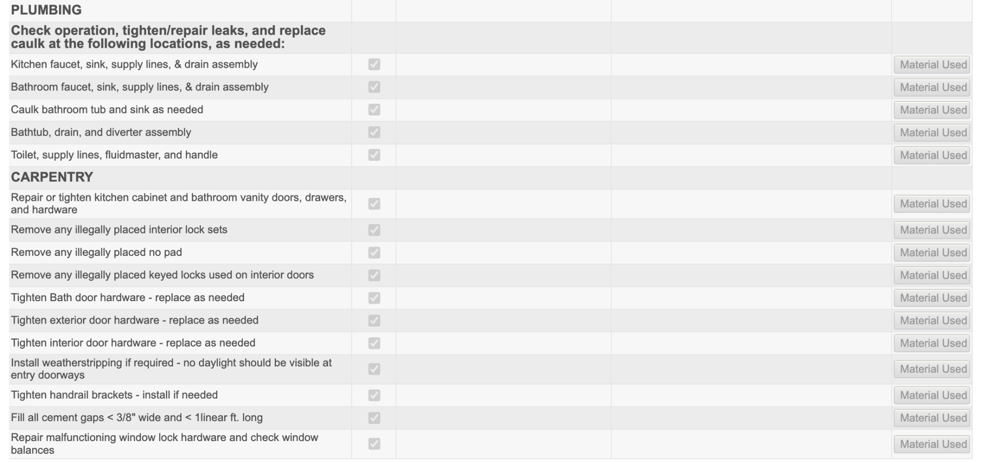 PLUMBING
Check operation, tighten/repair leaks, and replace
caulk at the following locations, as needed:
Kitchen faucet, sink, supply lines, & drain assembly
Material Used
Bathroom faucet, sink, supply lines, & drain assembly
Material Used
Caulk bathroom tub and sink as needed
Material Used
Bathtub, drain, and diverter assembly
Material Used
Toilet, supply lines, fluidmaster, and handle
Material Used
CARPENTRY
Repair or tighten kitchen cabinet and bathroom vanity doors, drawers,
and hardware
Material Used
Remove any illegally placed interior lock sets
Material Used
Remove any illegally placed no pad
Material Used
Remove any illegally placed keyed locks used on interior doors
Material Used
Tighten Bath door hardware - replace as needed
Material Used
Tighten exterior door hardware - replace as needed
Material Used
Tighten interior door hardware - replace as needed
Material Used
Install weatherstripping if required - no daylight should be visible at
entry doorways
Material Used
Tighten handrail brackets - install if needed
Material Used
Fill all cement gaps < 3/8" wide and < 1linear ft. long
Material Used
Repair malfunctioning window lock hardware and check window
balances
Material Used